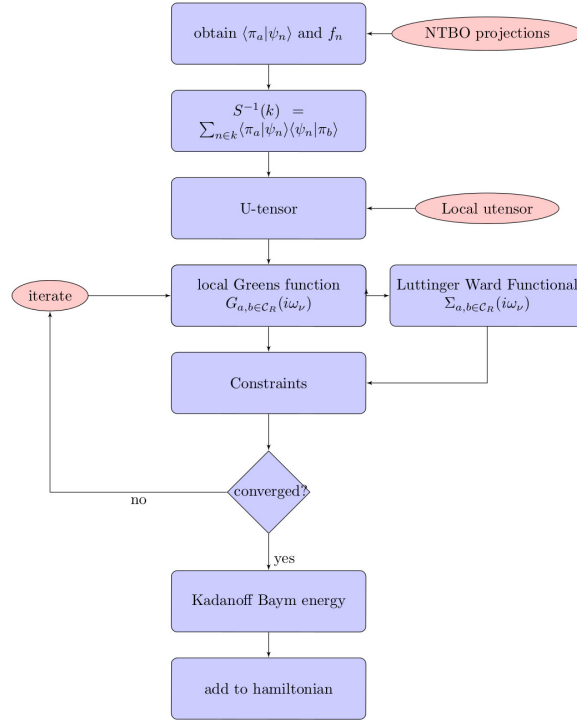 obtain ⟨π_a|ψ_n⟩ and f_n
NTBO projections
S^{-1}(k) =
∑_{n∈k}⟨π_a|ψ_n⟩⟨ψ_n|π_b⟩
U-tensor
Local utensor
iterate
local Greens function
G_{a,b∈𝒞_R}(iω_ν)
Luttinger Ward Functional
Σ_{a,b∈𝒞_R}(iω_ν)
Constraints
converged?
no
yes
Kadanoff Baym energy
add to hamiltonian